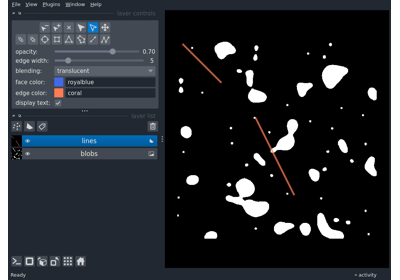 File View Plugins Window Help
layer controls
opacity: 0.70
edge width: 5
blending: translucent
face color: royalblue
edge color: coral
display text:
layer list
lines
blobs
activity